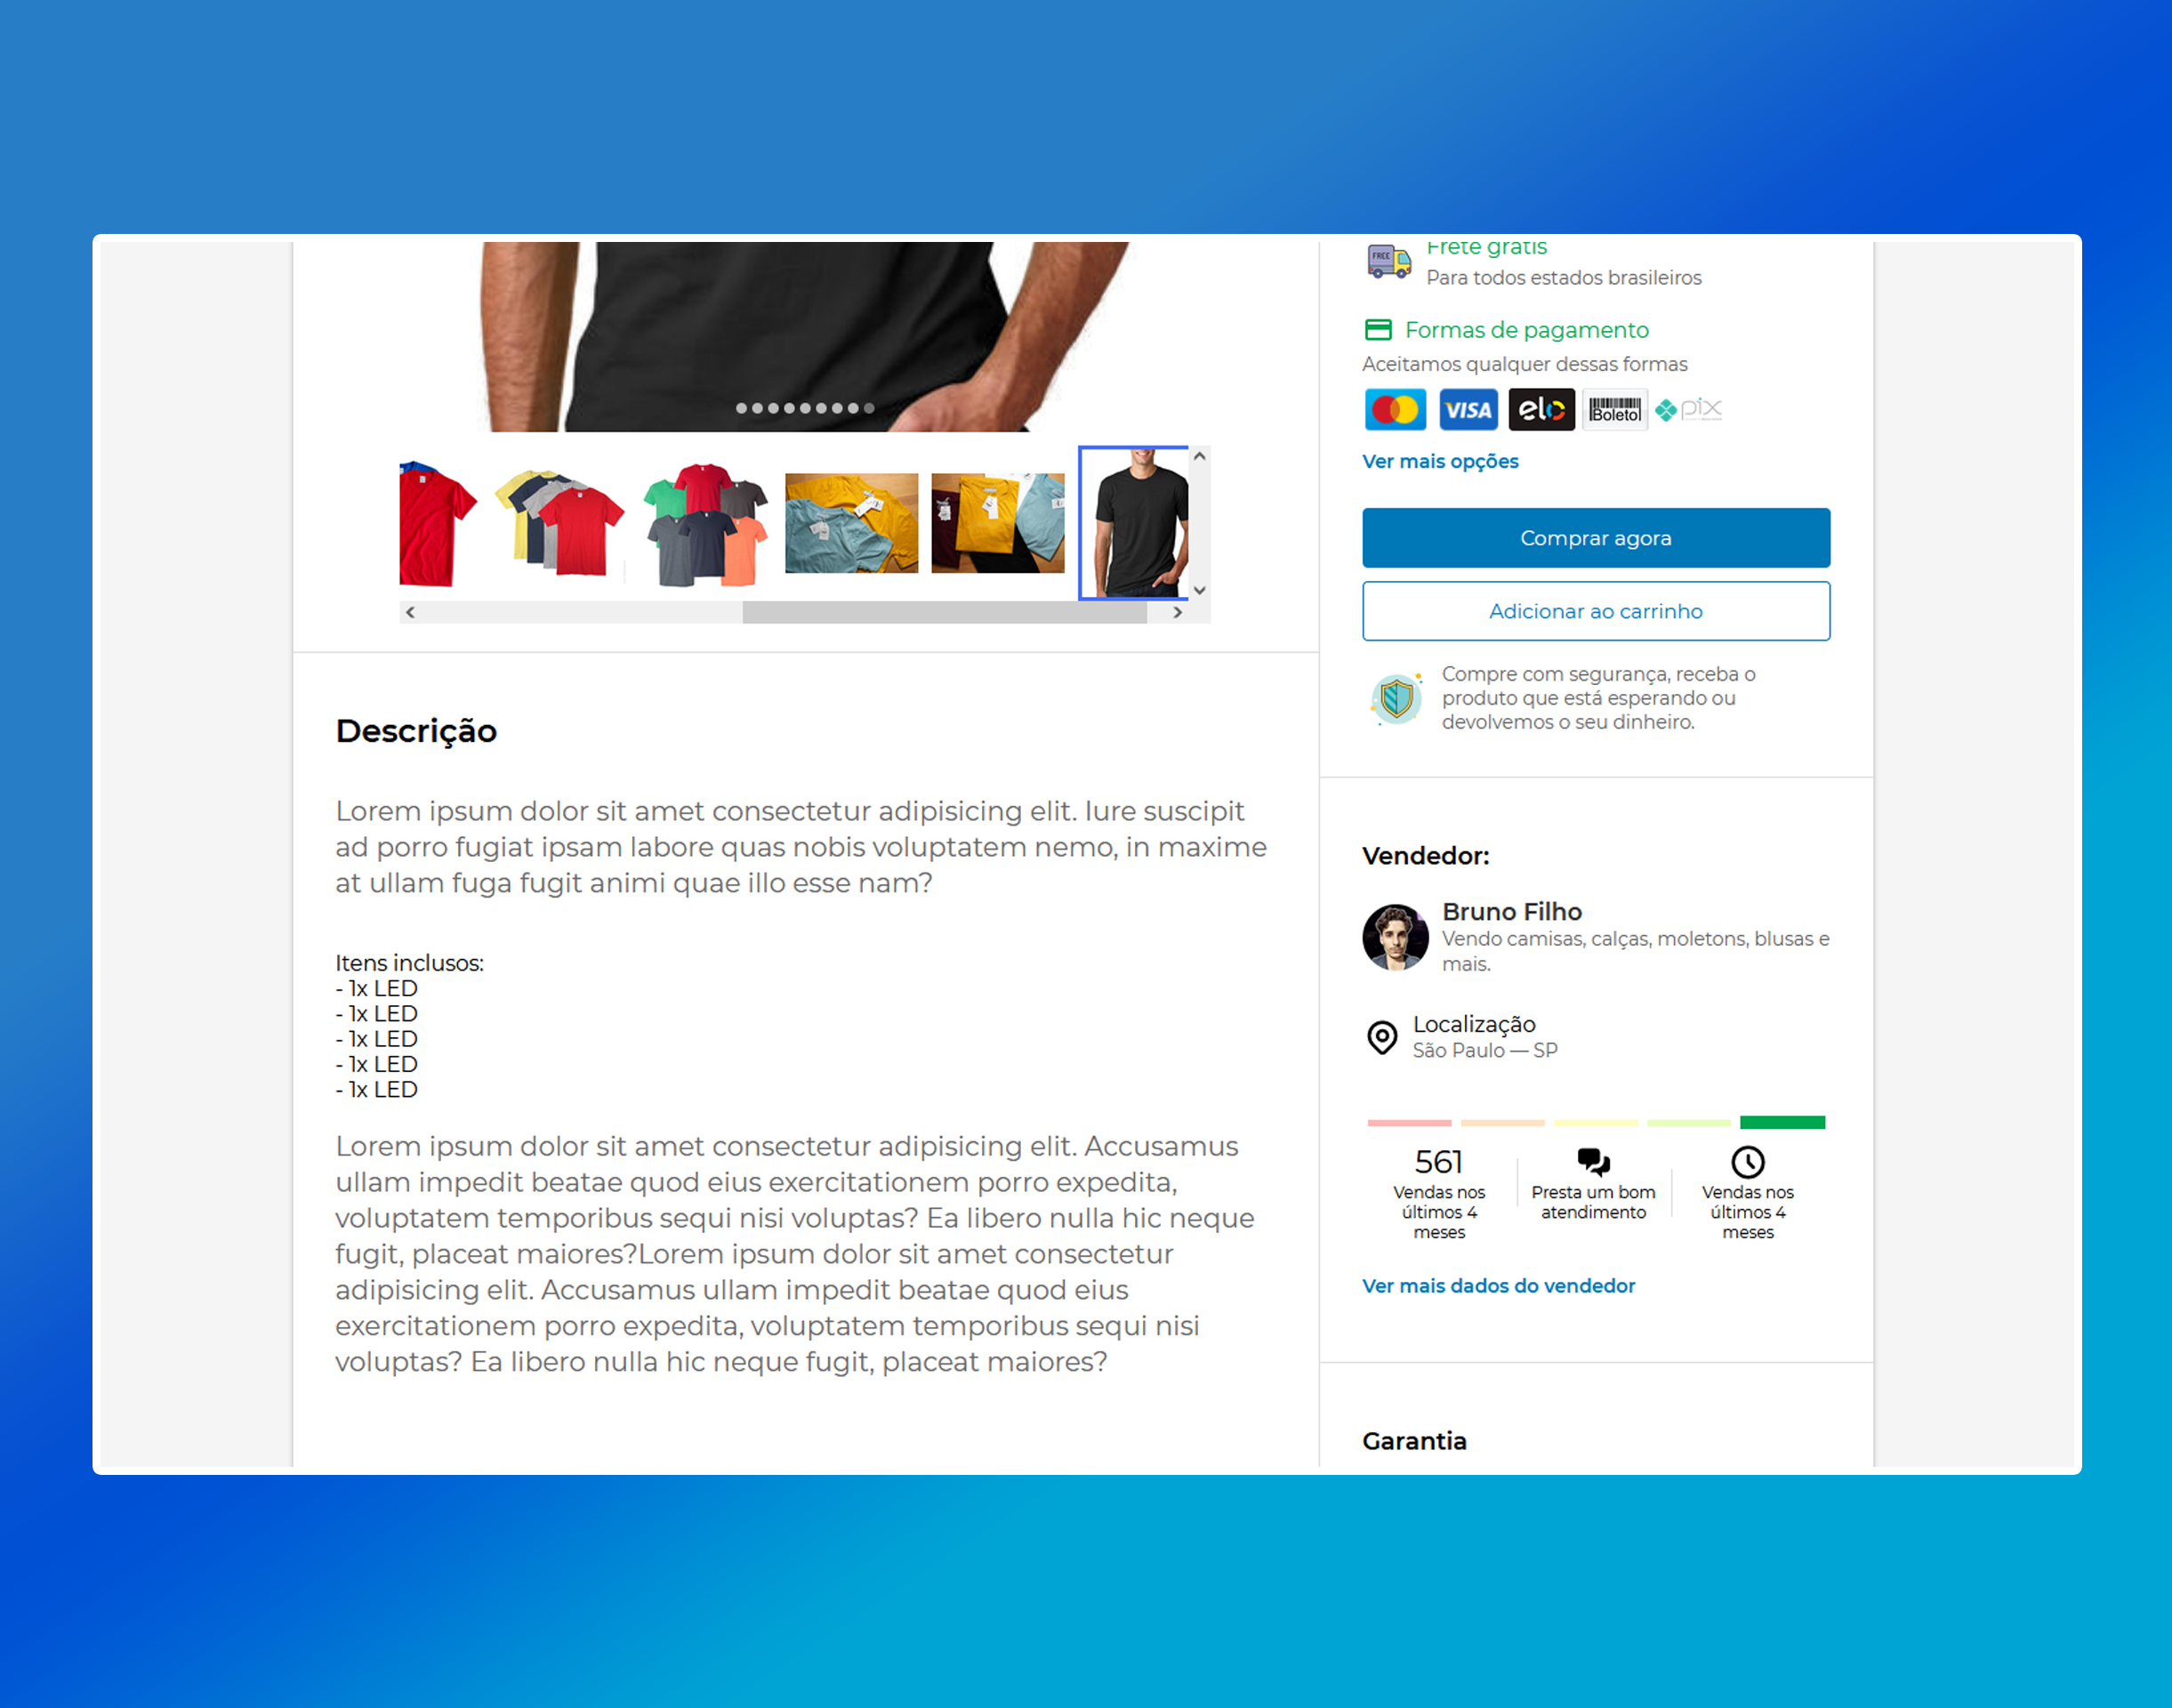 FREE
Frete grátis
Para todos estados brasileiros
Formas de pagamento
Aceitamos qualquer dessas formas
VISA elo Boleto pix
Ver mais opções
Comprar agora
Adicionar ao carrinho
Compre com segurança, receba o
produto que está esperando ou
devolvemos o seu dinheiro.
Descrição
Lorem ipsum dolor sit amet consectetur adipisicing elit. Iure suscipit
ad porro fugiat ipsam labore quas nobis voluptatem nemo, in maxime
at ullam fuga fugit animi quae illo esse nam?
Itens inclusos:
- 1x LED
- 1x LED
- 1x LED
- 1x LED
- 1x LED
Lorem ipsum dolor sit amet consectetur adipisicing elit. Accusamus
ullam impedit beatae quod eius exercitationem porro expedita,
voluptatem temporibus sequi nisi voluptas? Ea libero nulla hic neque
fugit, placeat maiores?Lorem ipsum dolor sit amet consectetur
adipisicing elit. Accusamus ullam impedit beatae quod eius
exercitationem porro expedita, voluptatem temporibus sequi nisi
voluptas? Ea libero nulla hic neque fugit, placeat maiores?
Vendedor:
Bruno Filho
Vendo camisas, calças, moletons, blusas e
mais.
Localização
São Paulo — SP
561
Vendas nos
últimos 4
meses
Presta um bom
atendimento
Vendas nos
últimos 4
meses
Ver mais dados do vendedor
Garantia